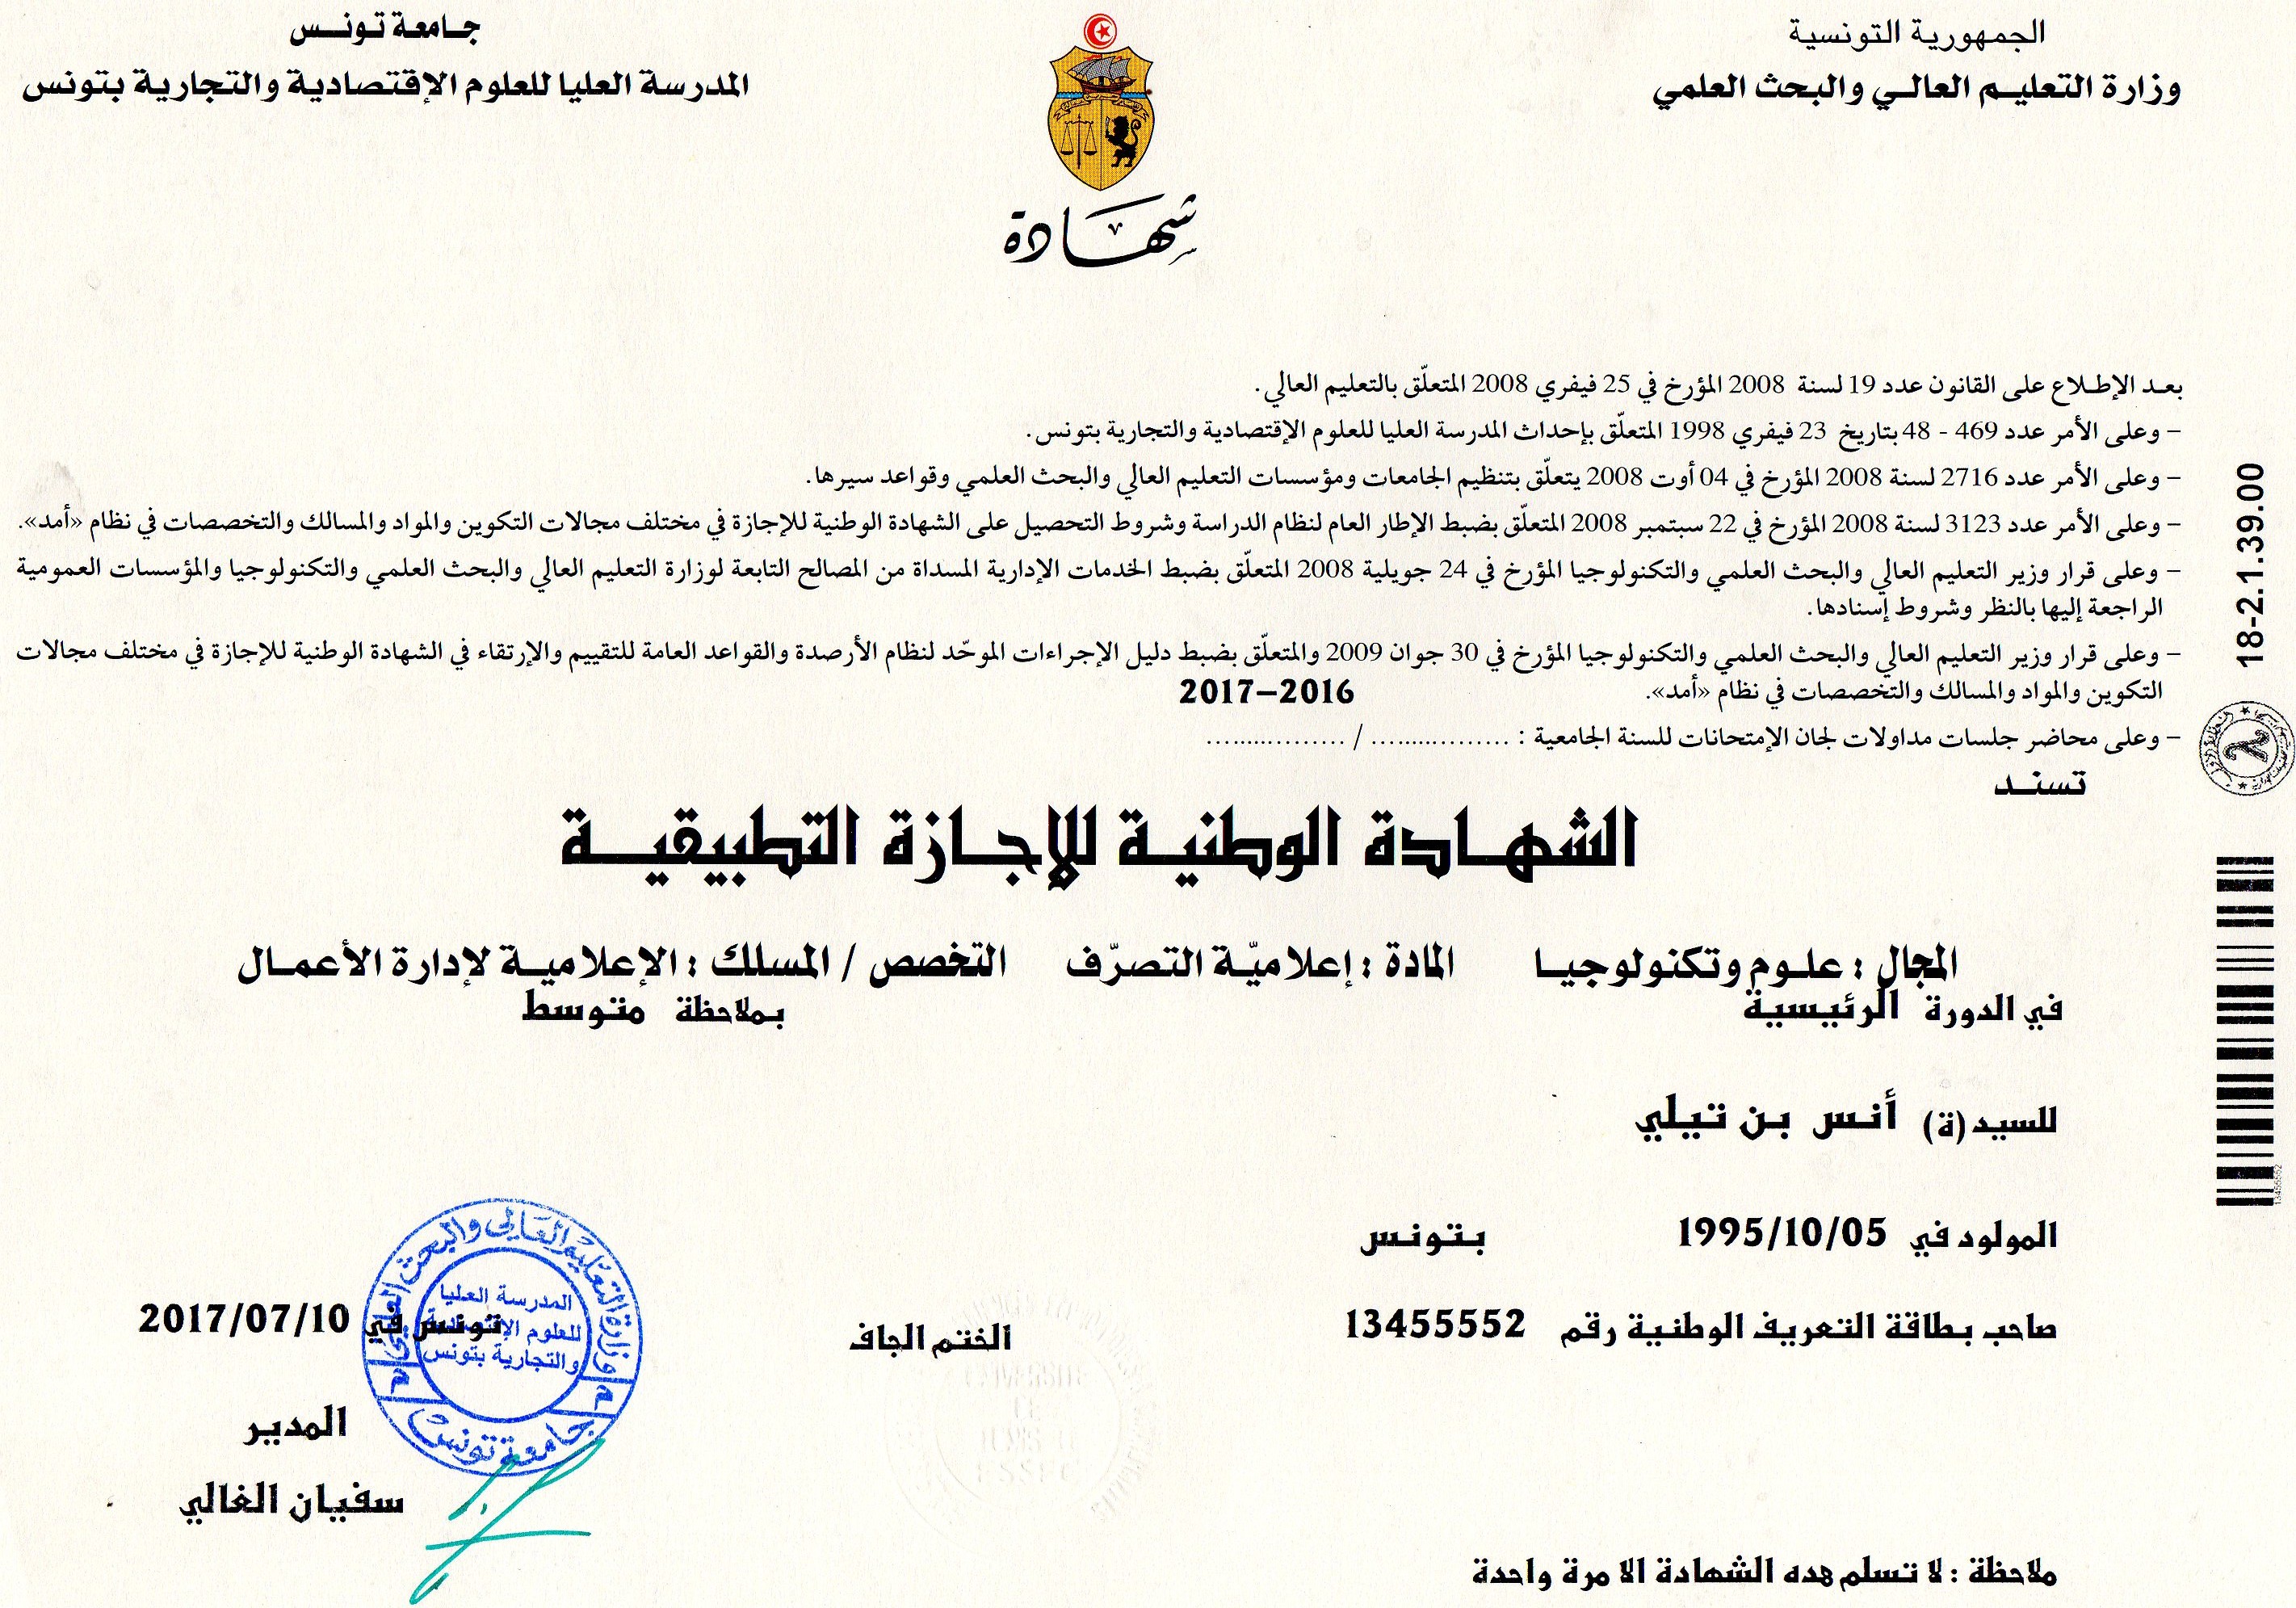 الجمهورية التونسية
وزارة التعليم العالي والبحث العلمي
جامعة تونس
المدرسة العليا للعلوم الإقتصادية والتجارية بتونس
شهادة
بعد الإطلاع على القانون عدد 19 لسنة 2008 المؤرخ في 25 فيفري 2008 المتعلّق بالتعليم العالي.
– وعلى الأمر عدد 469 - 48 بتاريخ 23 فيفري 1998 المتعلّق بإحداث المدرسة العليا للعلوم الإقتصادية والتجارية بتونس.
– وعلى الأمر عدد 2716 لسنة 2008 المؤرخ في 04 أوت 2008 يتعلّق بتنظيم الجامعات ومؤسسات التعليم العالي والبحث العلمي وقواعد سيرها.
– وعلى الأمر عدد 3123 لسنة 2008 المؤرخ في 22 سبتمبر 2008 المتعلّق بضبط الإطار العام لنظام الدراسة وشروط التحصيل على الشهادة الوطنية للإجازة في مختلف مجالات التكوين والمواد والمسالك والتخصصات في نظام «أمد».
– وعلى قرار وزير التعليم العالي والبحث العلمي والتكنولوجيا المؤرخ في 24 جويلية 2008 المتعلّق بضبط الخدمات الإدارية المسداة من المصالح التابعة لوزارة التعليم العالي والبحث العلمي والتكنولوجيا والمؤسسات العمومية
الراجعة إليها بالنظر وشروط إسنادها.
– وعلى قرار وزير التعليم العالي والبحث العلمي والتكنولوجيا المؤرخ في 30 جوان 2009 والمتعلّق بضبط دليل الإجراءات الموحّد لنظام الأرصدة والقواعد العامة للتقييم والإرتقاء في الشهادة الوطنية للإجازة في مختلف مجالات
التكوين والمواد والمسالك والتخصصات في نظام «أمد».
2016–2017
– وعلى محاضر جلسات مداولات لجان الإمتحانات للسنة الجامعية : .................. / ..................
تسند
الشهادة الوطنية للإجازة التطبيقية
المجال : علوم وتكنولوجيا المادة : إعلاميّة التصرّف التخصص / المسلك : الإعلامية لإدارة الأعمال
في الدورة الرئيسية بملاحظة متوسط
للسيد (ة) أنس بن تيلي
المولود في 1995/10/05 بتونس
صاحب بطاقة التعريف الوطنية رقم 13455552
الختم الجاف
تونس في 2017/07/10
المدير
سفيان الغالي
وزارة التعليم العالي والبحث العلمي
المدرسة العليا
للعلوم الإقتصادية
والتجارية بتونس
جامعة تونس
ملاحظة : لا تسلم هده الشهادة الا مرة واحدة
18-2.1.39.00
13455552